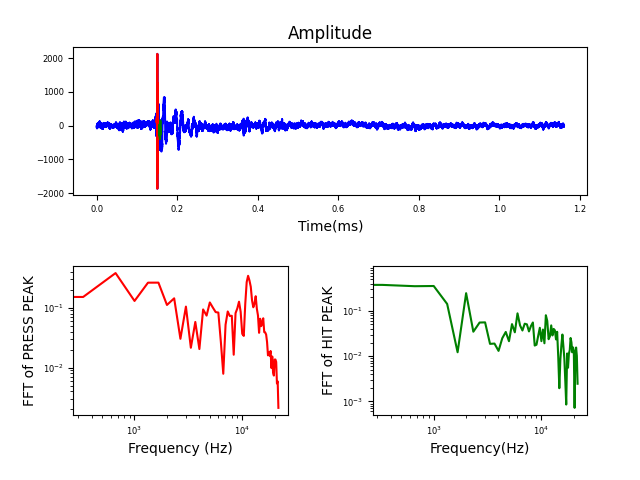 Amplitude
2000
1000
0
−1000
−2000
0.0 0.2 0.4 0.6 0.8 1.0 1.2
Time(ms)
FFT of PRESS PEAK
10⁻¹
10⁻²
10³ 10⁴
Frequency (Hz)
FFT of HIT PEAK
10⁻¹
10⁻²
10⁻³
10³ 10⁴
Frequency(Hz)